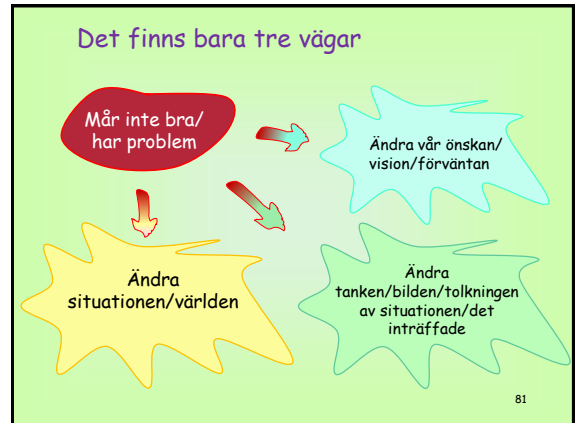 Det finns bara tre vägar
Mår inte bra/
har problem
Ändra vår önskan/
vision/förväntan
Ändra
situationen/världen
Ändra
tanken/bilden/tolkningen
av situationen/det
inträffade
81